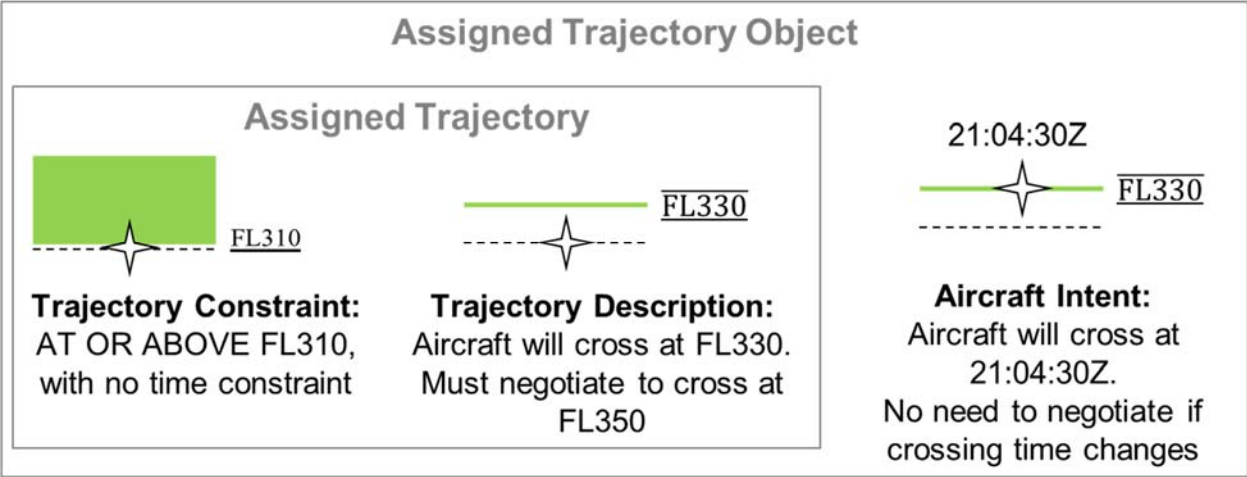 Assigned Trajectory Object
Assigned Trajectory
FL310
Trajectory Constraint:
AT OR ABOVE FL310,
with no time constraint
FL330
Trajectory Description:
Aircraft will cross at FL330.
Must negotiate to cross at
FL350
21:04:30Z
FL330
Aircraft Intent:
Aircraft will cross at
21:04:30Z.
No need to negotiate if
crossing time changes